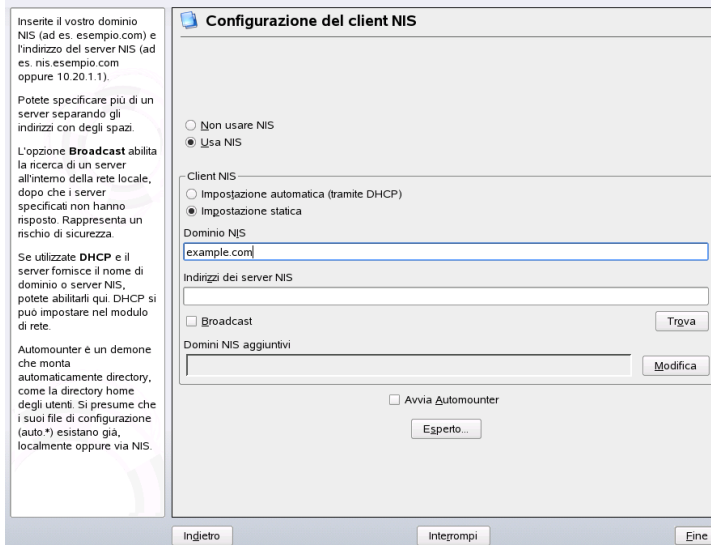 Inserite il vostro dominio
NIS (ad es. esempio.com) e
l'indirizzo del server NIS (ad
es. nis.esempio.com
oppure 10.20.1.1).
Potete specificare più di un
server separando gli
indirizzi con degli spazi.
L'opzione Broadcast abilita
la ricerca di un server
all'interno della rete locale,
dopo che i server
specificati non hanno
risposto. Rappresenta un
rischio di sicurezza.
Se utilizzate DHCP e il
server fornisce il nome di
dominio o server NIS,
potete abilitarli qui. DHCP si
può impostare nel modulo
di rete.
Automounter è un demone
che monta
automaticamente directory,
come la directory home
degli utenti. Si presume che
i suoi file di configurazione
(auto.*) esistano già,
localmente oppure via NIS.
Configurazione del client NIS
Non usare NIS
Usa NIS
Client NIS
Impostazione automatica (tramite DHCP)
Impostazione statica
Dominio NIS
example.com
Indirizzi dei server NIS
Broadcast
Trova
Domini NIS aggiuntivi
Modifica
Avvia Automounter
Esperto...
Indietro
Interrompi
Fine